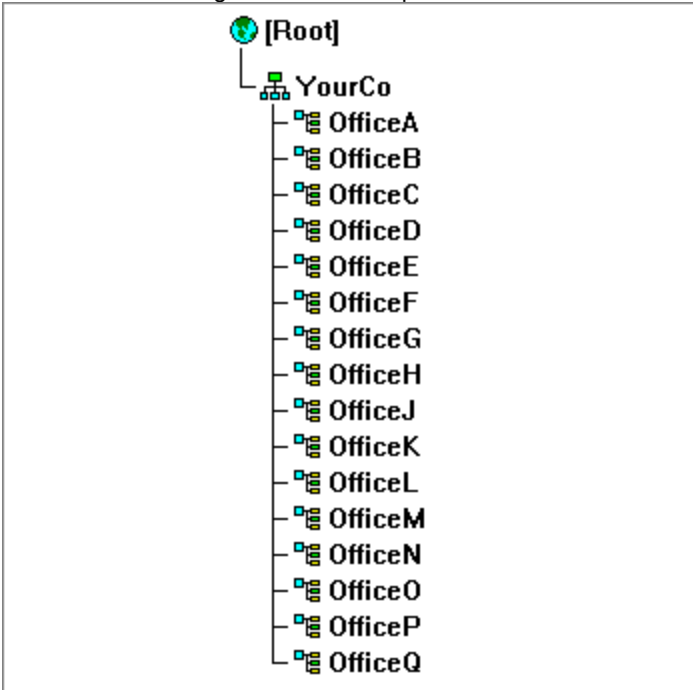 [Root]
YourCo
OfficeA
OfficeB
OfficeC
OfficeD
OfficeE
OfficeF
OfficeG
OfficeH
OfficeJ
OfficeK
OfficeL
OfficeM
OfficeN
OfficeO
OfficeP
OfficeQ